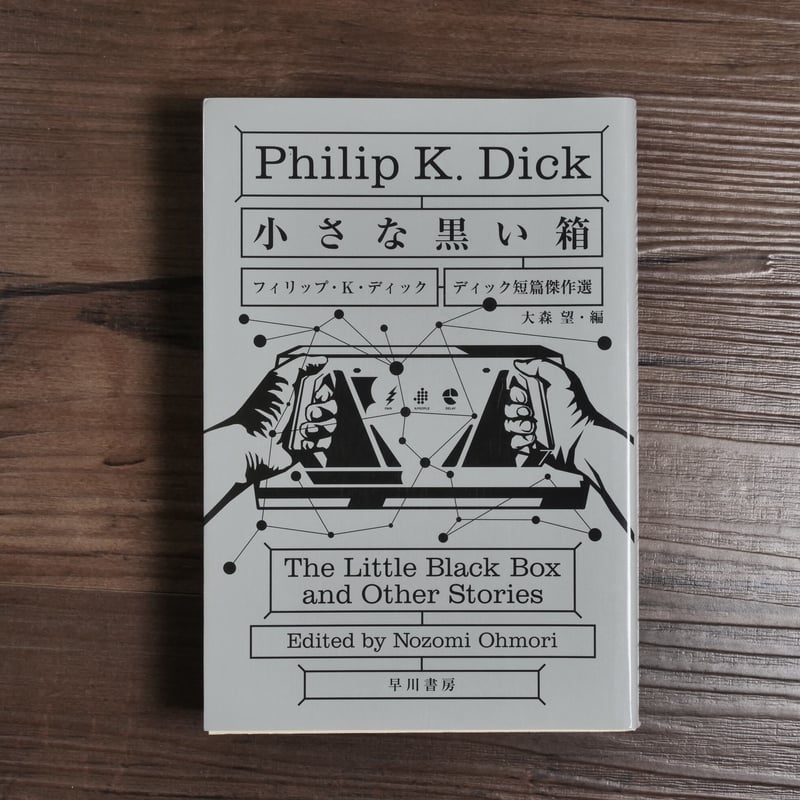 Philip K. Dick
小さな黒い箱
フィリップ・K・ディック
ディック短篇傑作選
大森 望・編
The Little Black Box
and Other Stories
Edited by Nozomi Ohmori
早川書房